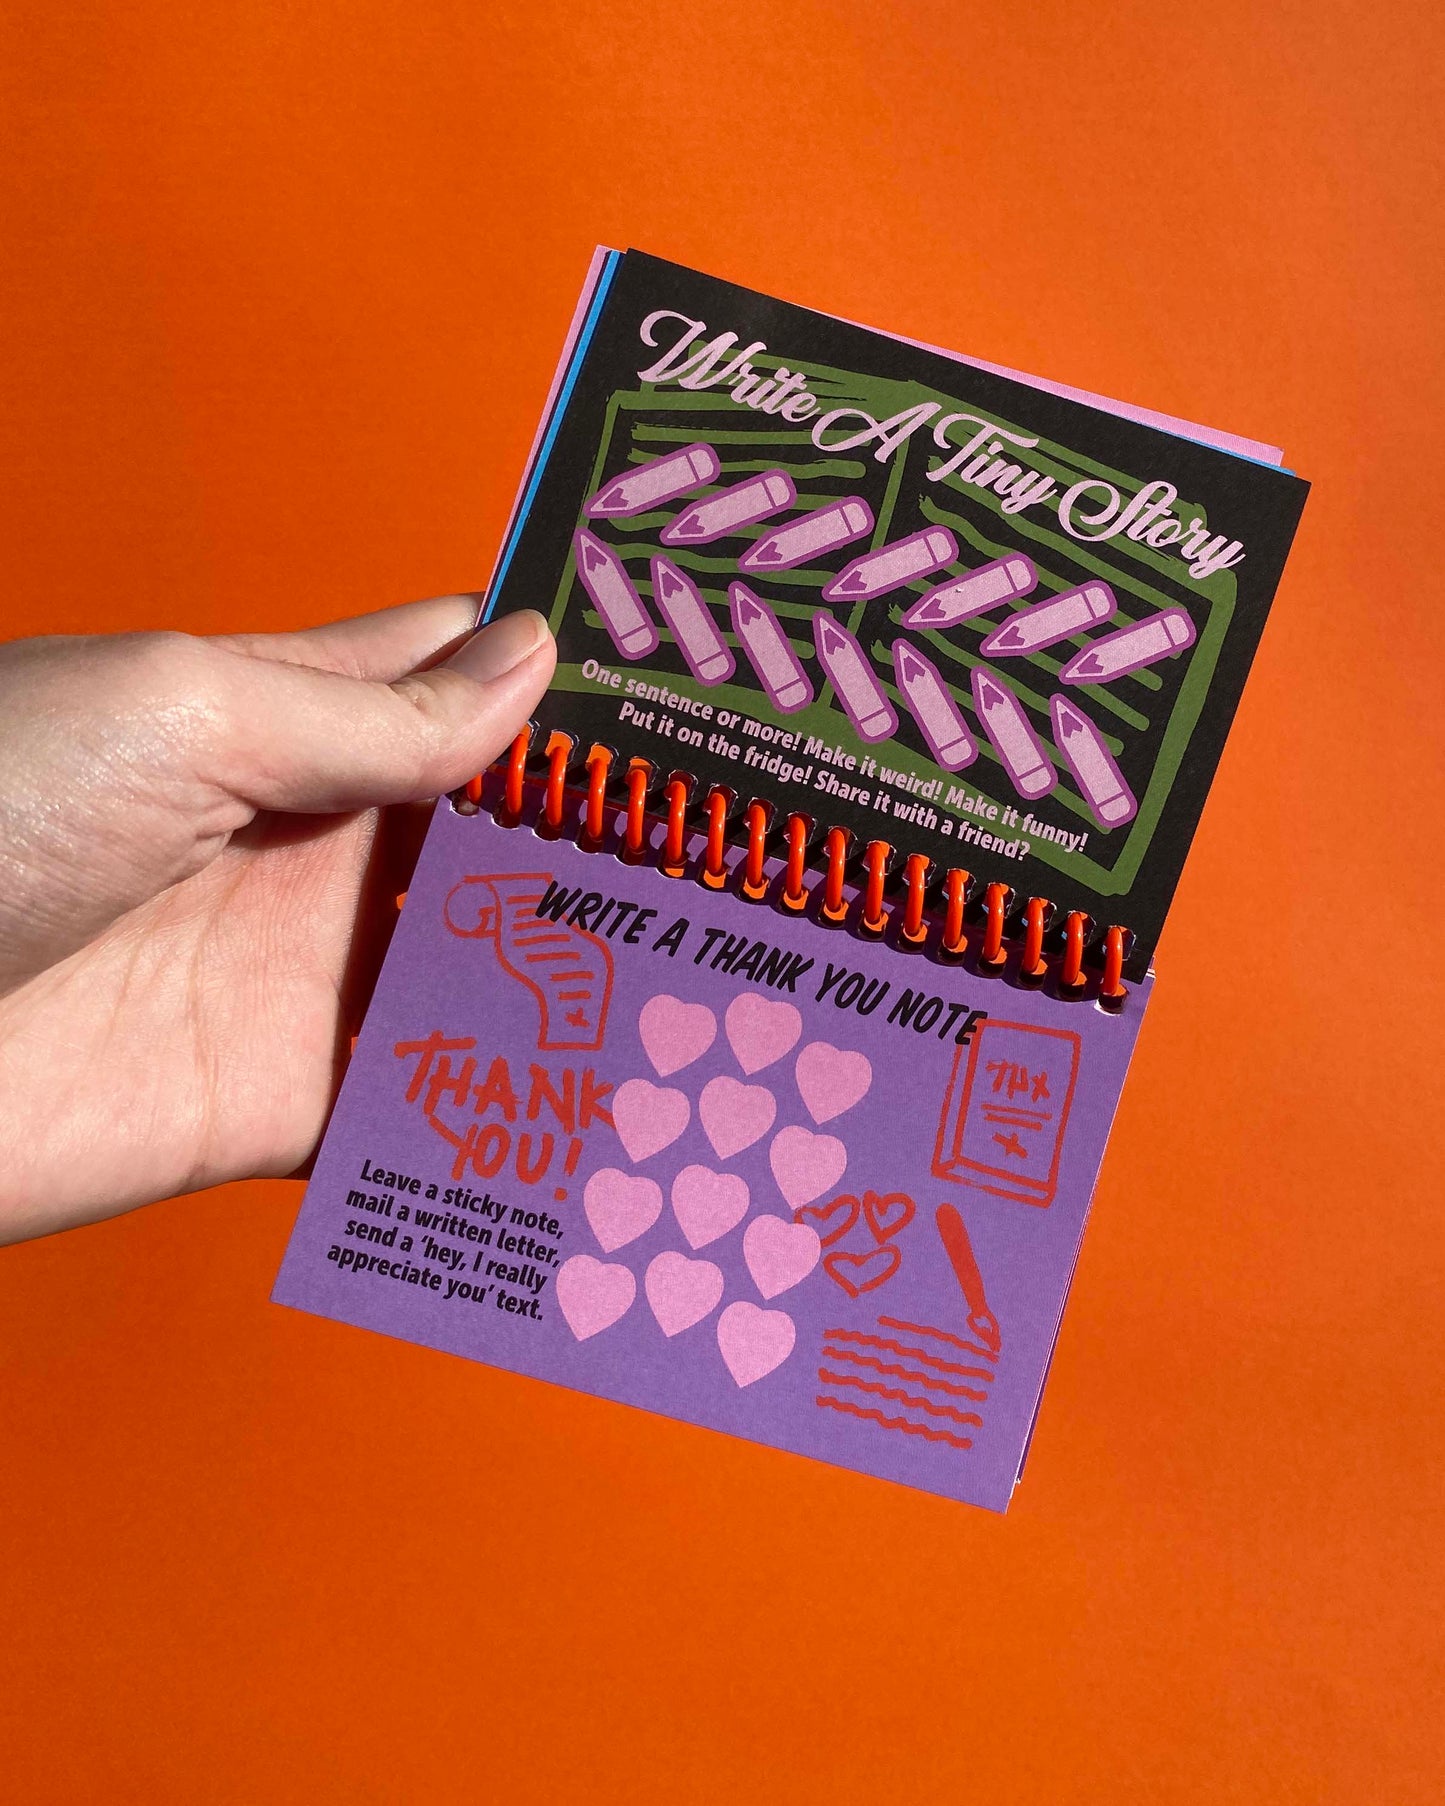 Write A Tiny Story
One sentence or more! Make it weird! Make it funny!
Put it on the fridge! Share it with a friend?
WRITE A THANK YOU NOTE
THANK
YOU!
Leave a sticky note,
mail a written letter,
send a ‘hey, I really
appreciate you’ text.